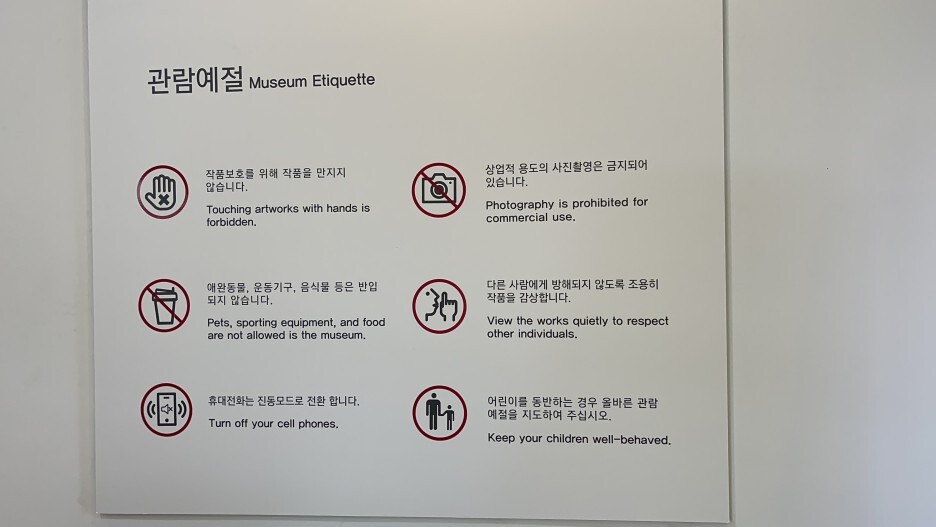 관람예절 Museum Etiquette
작품보호를 위해 작품을 만지지
않습니다.
Touching artworks with hands is
forbidden.
상업적 용도의 사진촬영은 금지되어
있습니다.
Photography is prohibited for
commercial use.
애완동물, 운동기구, 음식물 등은 반입
되지 않습니다.
Pets, sporting equipment, and food
are not allowed is the museum.
다른 사람에게 방해되지 않도록 조용히
작품을 감상합니다.
View the works quietly to respect
other individuals.
휴대전화는 진동모드로 전환 합니다.
Turn off your cell phones.
어린이를 동반하는 경우 올바른 관람
예절을 지도하여 주십시오.
Keep your children well-behaved.